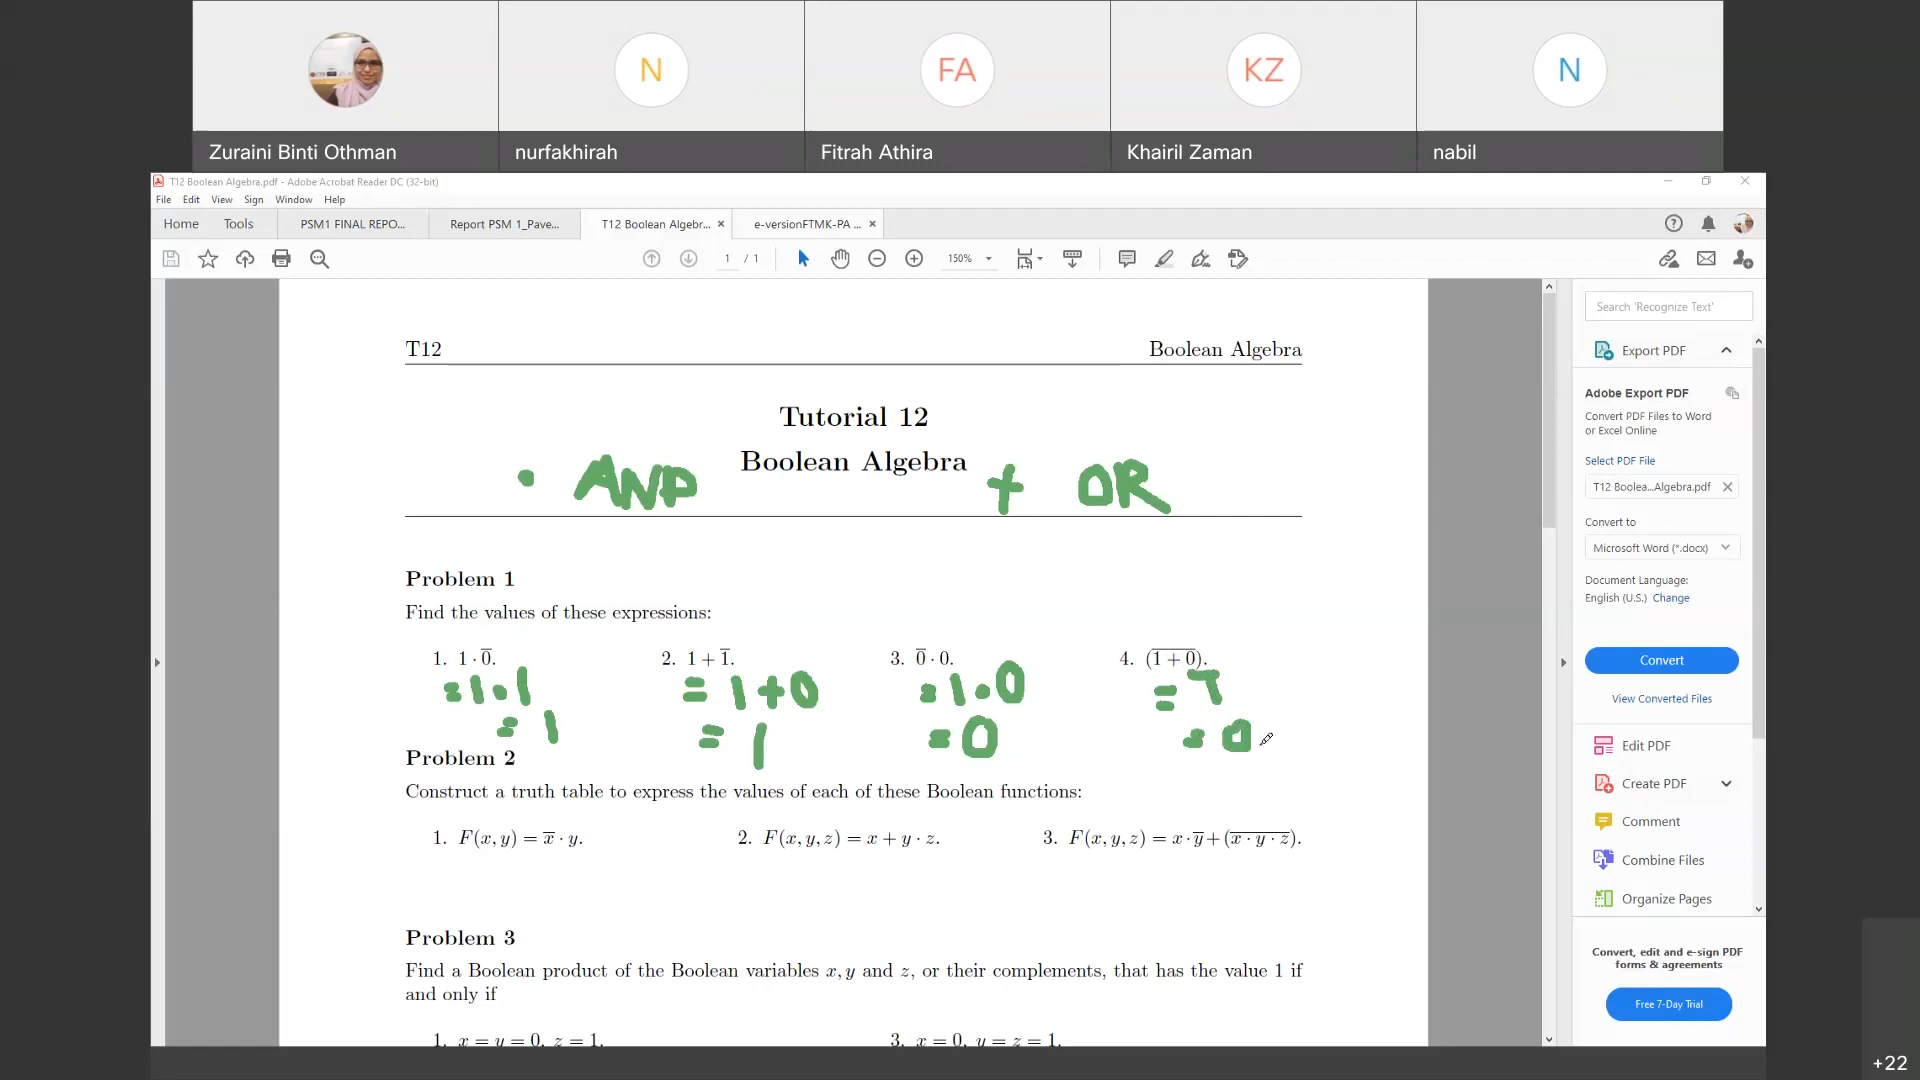 N
FA
KZ
N
Zuraini Binti Othman
nurfakhirah
Fitrah Athira
Khairil Zaman
nabil
T12 Boolean Algebra.pdf - Adobe Acrobat Reader DC (32-bit)
File Edit View Sign Window Help
Home Tools PSM1 FINAL REPO... Report PSM 1_Pave... T12 Boolean Algebr... × e-versionFTMK-PA ... ×
1 / 1 150%
T12 Boolean Algebra
Tutorial 12
Boolean Algebra
· AND + OR
Problem 1
Find the values of these expressions:
1. 1 · 0̅. 2. 1 + 1̅. 3. 0̅ · 0. 4. (1̅ ̅+̅ ̅0̅).
= 1 · 1 = 1 + 0 = 1 · 0 = 1̅
= 1 = 1 = 0 = 0
Problem 2
Construct a truth table to express the values of each of these Boolean functions:
1. F(x, y) = x̅ · y. 2. F(x, y, z) = x + y · z. 3. F(x, y, z) = x · y̅ + (x̅ ̅·̅ ̅y̅ ̅·̅ ̅z̅).
Problem 3
Find a Boolean product of the Boolean variables x, y and z, or their complements, that has the value 1 if
and only if
1. x = y = 0, z = 1. 3. x = 0, y = z = 1.
Search 'Recognize Text'
Export PDF
Adobe Export PDF
Convert PDF Files to Word
or Excel Online
Select PDF File
T12 Boolea...Algebra.pdf ×
Convert to
Microsoft Word (*.docx)
Document Language:
English (U.S.) Change
Convert
View Converted Files
Edit PDF
Create PDF
Comment
Combine Files
Organize Pages
Convert, edit and e-sign PDF
forms & agreements
Free 7-Day Trial
+22